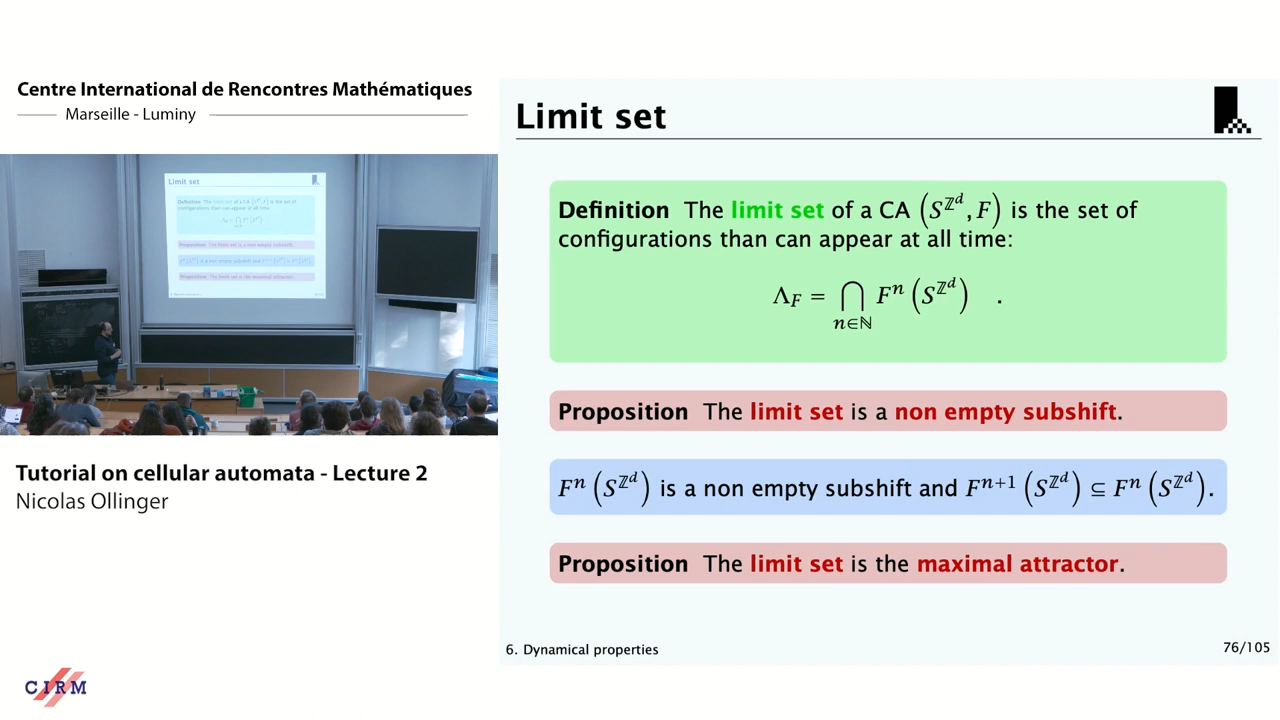 Centre International de Rencontres Mathématiques
Marseille - Luminy
Limit set
Tutorial on cellular automata - Lecture 2
Nicolas Ollinger
CIRM
Limit set
Definition The limit set of a CA (S^{ℤ^d}, F) is the set of
configurations than can appear at all time:
Λ_F = ⋂_{n∈ℕ} F^n (S^{ℤ^d}) .
Proposition The limit set is a non empty subshift.
F^n (S^{ℤ^d}) is a non empty subshift and F^{n+1} (S^{ℤ^d}) ⊆ F^n (S^{ℤ^d}).
Proposition The limit set is the maximal attractor.
6. Dynamical properties
76/105